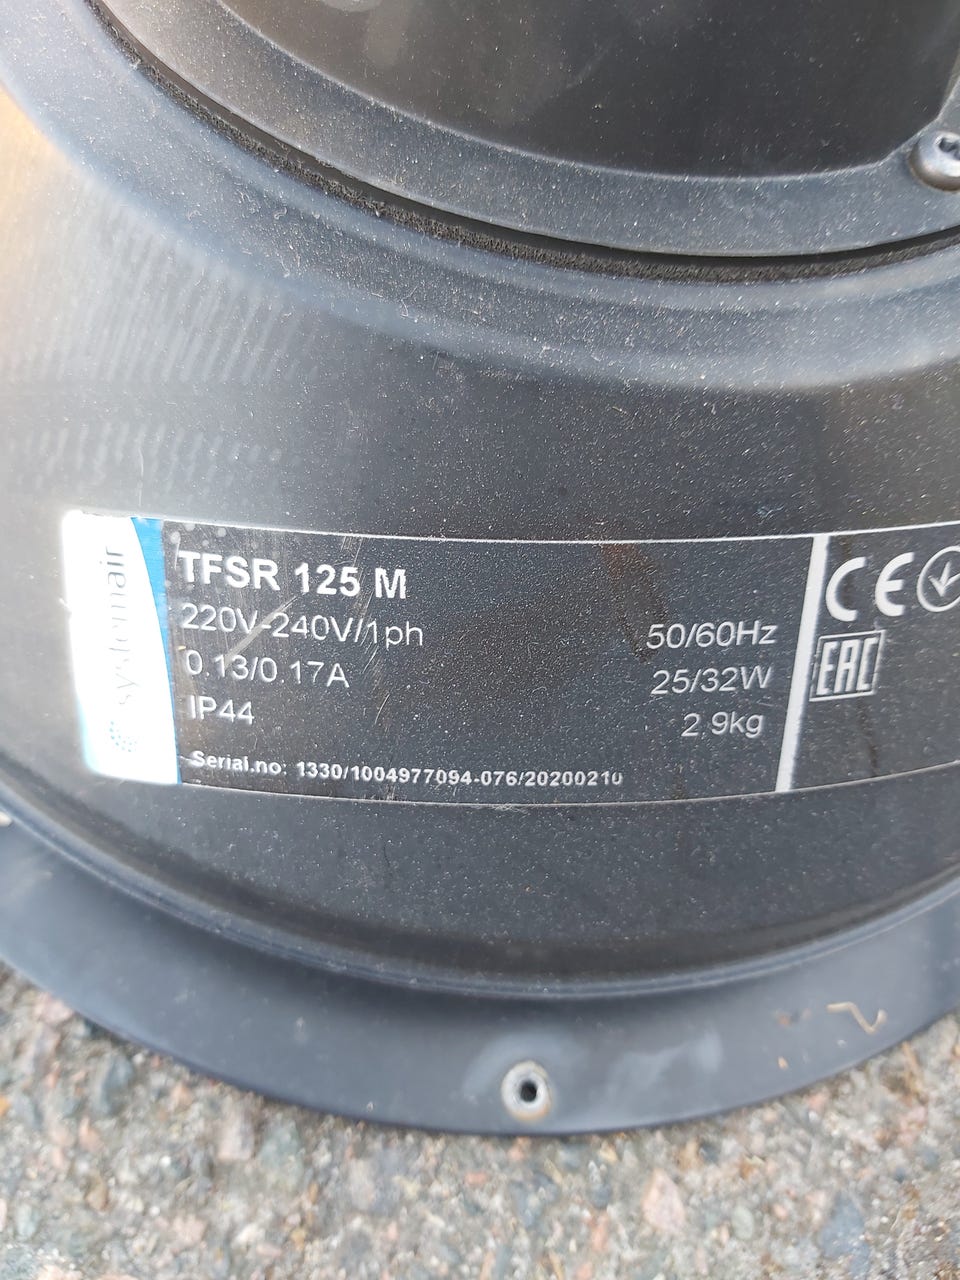 systemair
TFSR 125 M
220V-240V/1ph 50/60Hz
0.13/0.17A 25/32W
IP44 2.9kg
Serial.no: 1330/1004977094-076/20200210
CE
EAC